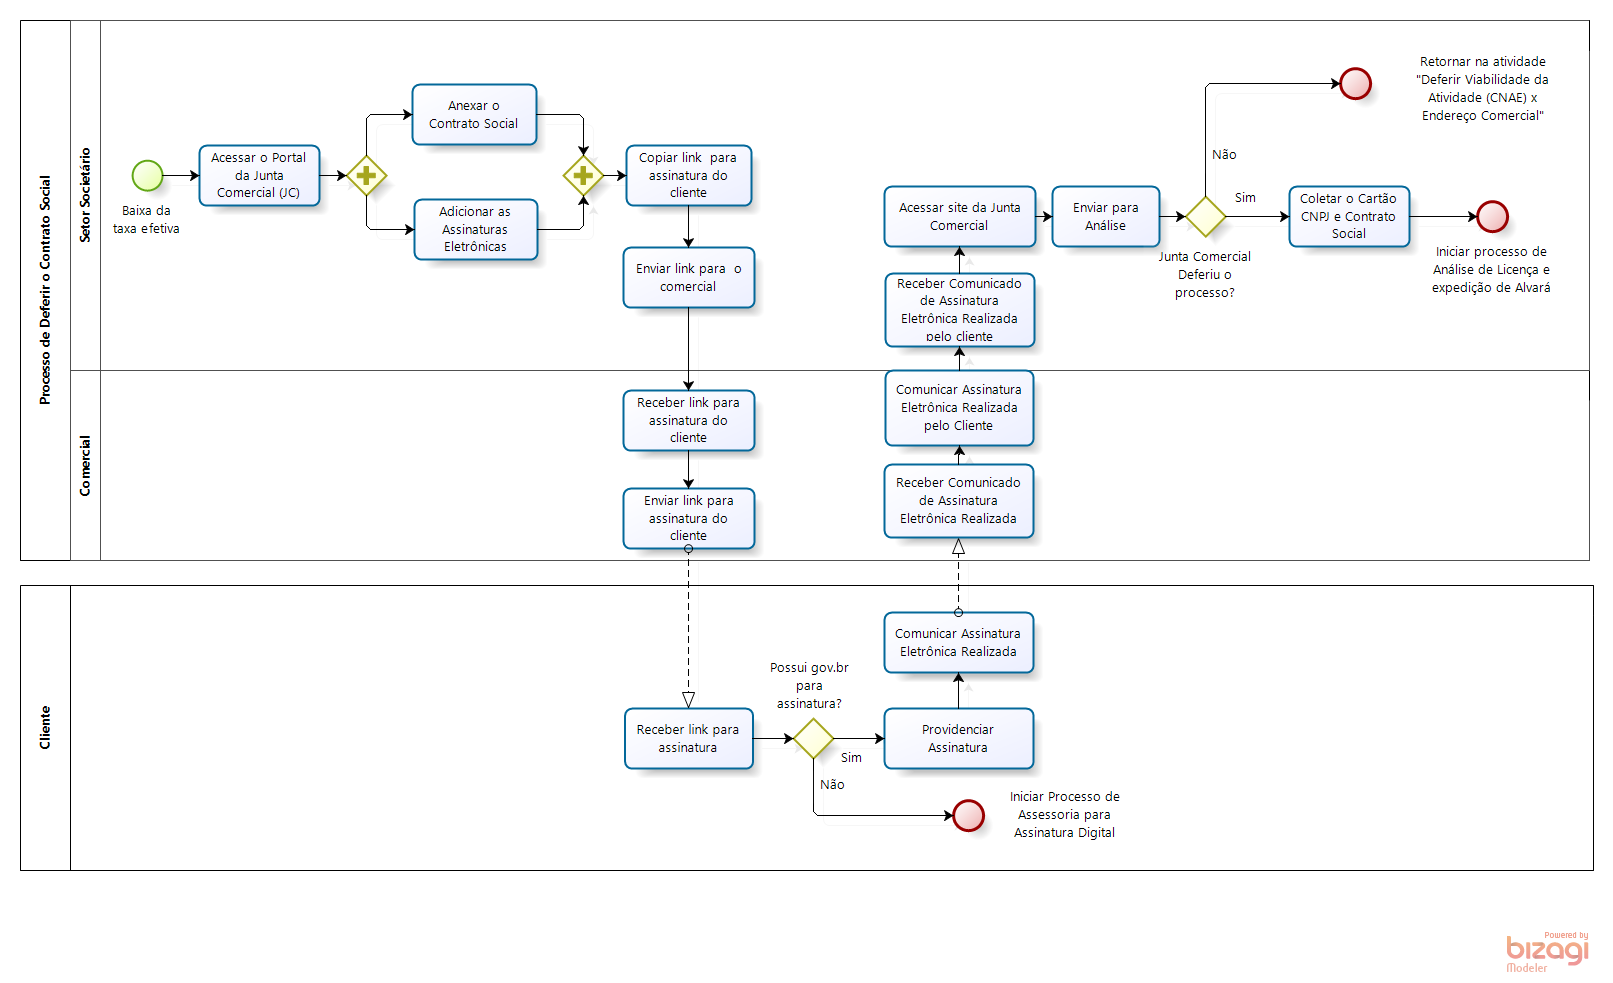 Processo de Deferir o Contrato Social
Setor Societário
Baixa da
taxa efetiva
Acessar o Portal
da Junta
Comercial (JC)
Anexar o
Contrato Social
Adicionar as
Assinaturas
Eletrônicas
Copiar link  para
assinatura do
cliente
Enviar link para  o
comercial
Acessar site da Junta
Comercial
Receber Comunicado
de Assinatura
Eletrônica Realizada
pelo cliente
Enviar para
Análise
Junta Comercial
Deferiu o
processo?
Não
Sim
Retornar na atividade
"Deferir Viabilidade da
Atividade (CNAE) x
Endereço Comercial"
Coletar o Cartão
CNPJ e Contrato
Social
Iniciar processo de
Análise de Licença e
expedição de Alvará
Comercial
Receber link para
assinatura do
cliente
Enviar link para
assinatura do
cliente
Comunicar Assinatura
Eletrônica Realizada
pelo Cliente
Receber Comunicado
de Assinatura
Eletrônica Realizada
Cliente
Receber link para
assinatura
Possui gov.br
para
assinatura?
Sim
Não
Providenciar
Assinatura
Comunicar Assinatura
Eletrônica Realizada
Iniciar Processo de
Assessoria para
Assinatura Digital
Powered by
bizagi
Modeler